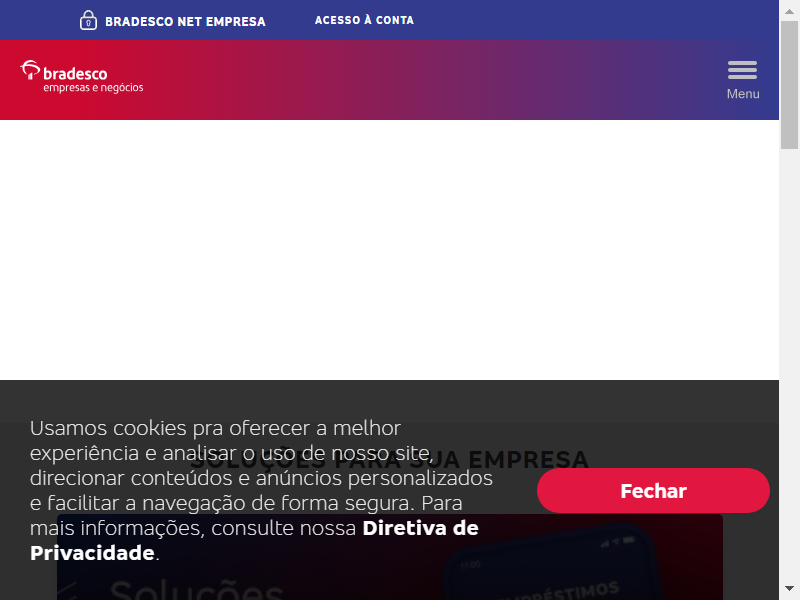 BRADESCO NET EMPRESA
ACESSO À CONTA
bradesco
empresas e negócios
Menu
SOLUÇÕES PARA SUA EMPRESA
Usamos cookies pra oferecer a melhor
experiência e analisar o uso de nosso site,
direcionar conteúdos e anúncios personalizados
e facilitar a navegação de forma segura. Para
mais informações, consulte nossa Diretiva de
Privacidade.
Fechar
11:00
EMPRÉSTIMOS
Soluções